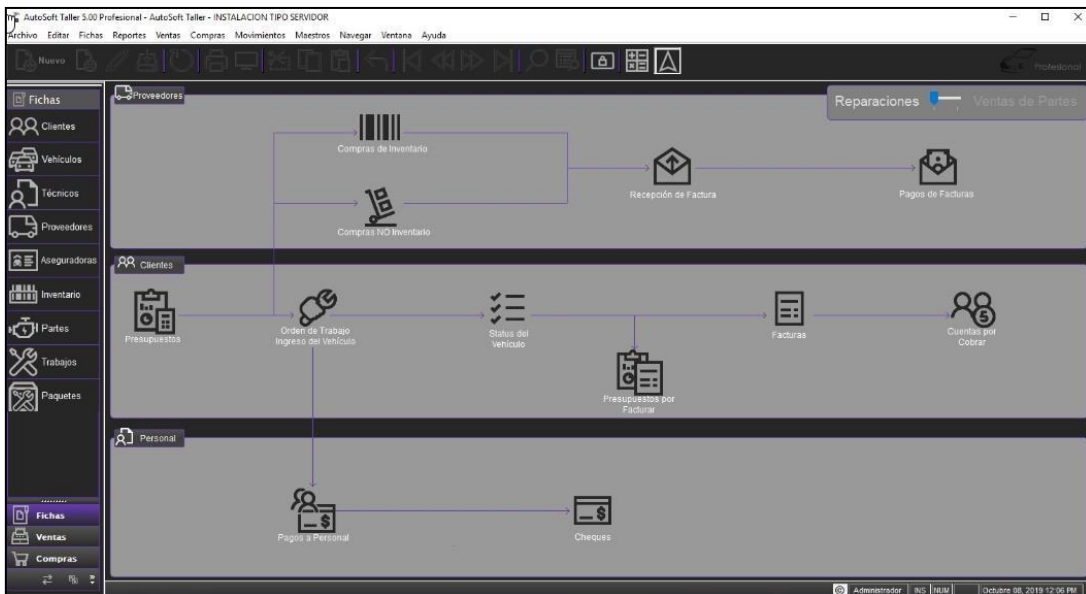 AutoSoft Taller 5.00 Profesional - AutoSoft Taller - INSTALACION TIPO SERVIDOR
Archivo Editar Fichas Reportes Ventas Compras Movimientos Maestros Navegar Ventana Ayuda
Nuevo
Profesional
Fichas
Clientes
Vehículos
Técnicos
Proveedores
Aseguradoras
Inventario
Partes
Trabajos
Paquetes
Fichas
Ventas
Compras
Proveedores
Reparaciones
Ventas de Partes
Compras de Inventario
Compras NO Inventario
Recepción de Factura
Pagos de Facturas
Clientes
Presupuestos
Orden de Trabajo
Ingreso del Vehículo
Status del
Vehículo
Presupuestos por
Facturar
Facturas
Cuentas por
Cobrar
Personal
Pagos a Personal
Cheques
Administrador INS NUM Octubre 08, 2019 12:06 PM